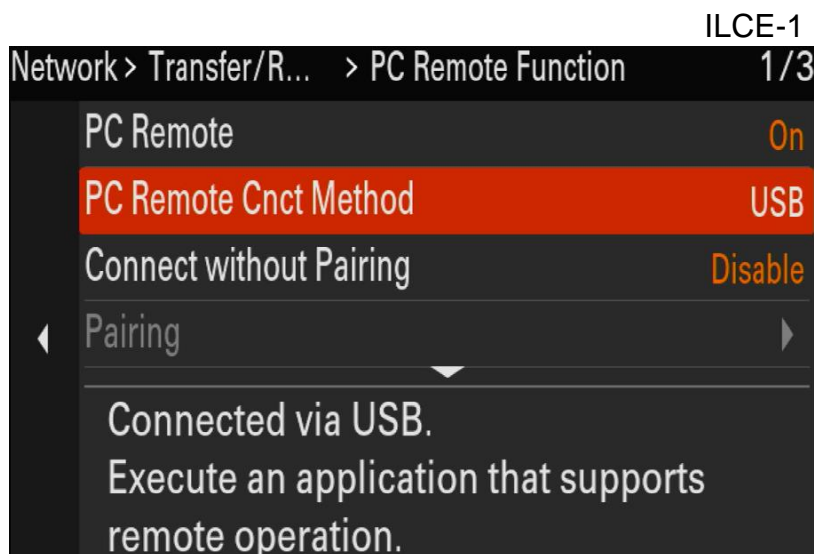 ILCE-1
Network> Transfer/R... > PC Remote Function 1/3
PC Remote On
PC Remote Cnct Method USB
Connect without Pairing Disable
Pairing
Connected via USB.
Execute an application that supports
remote operation.